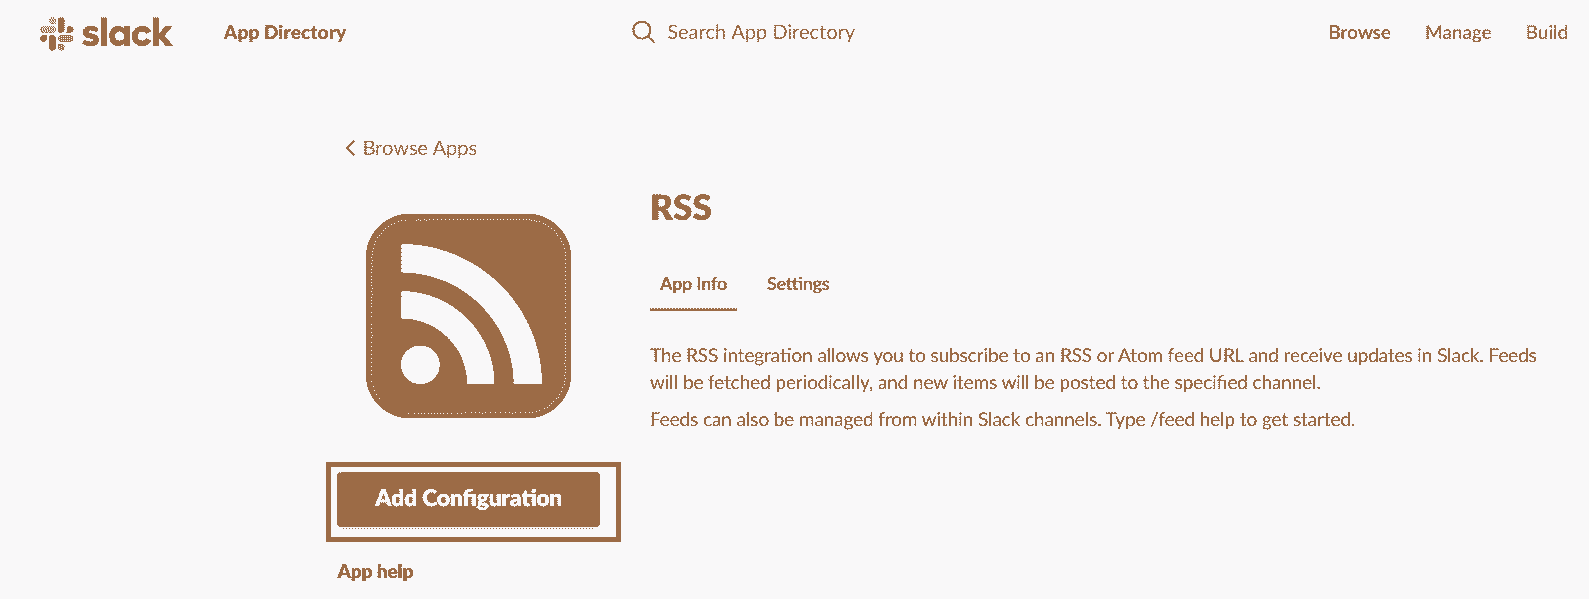 slack App Directory Search App Directory Browse Manage Build
Browse Apps
RSS
App Info Settings
The RSS integration allows you to subscribe to an RSS or Atom feed URL and receive updates in Slack. Feeds
will be fetched periodically, and new items will be posted to the specified channel.
Feeds can also be managed from within Slack channels. Type /feed help to get started.
Add Configuration
App help